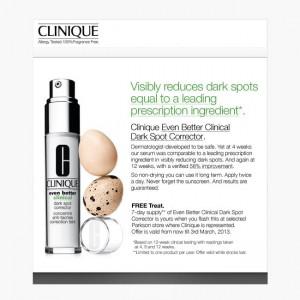 CLINIQUE
Allergy Tested. 100% Fragrance Free.
Visibly reduces dark spots
equal to a leading
prescription ingredient*.
Clinique Even Better Clinical
Dark Spot Corrector.
Dermatologist-developed to be safe. Yet at 4 weeks
our serum was comparable to a leading prescription
ingredient in visibly reducing dark spots. And again at
12 weeks, with a verified 58% improvement.
So non-drying you can use it long term. Apply twice
a day. Never forget the sunscreen. And results are
guaranteed.
FREE Treat.
7-day supply** of Even Better Clinical Dark Spot
Corrector is yours when you flash this at selected
Parkson store where Clinique is represented.
Offer is valid from now till 3rd March, 2013.
*Based on 12-week clinical testing with readings taken
at 4, 8 and 12 weeks.
**Limited to one product per use. Offer valid while stocks last.
CLINIQUE
even better
clinical
dark spot
corrector
concentré
anti-taches
correction teint